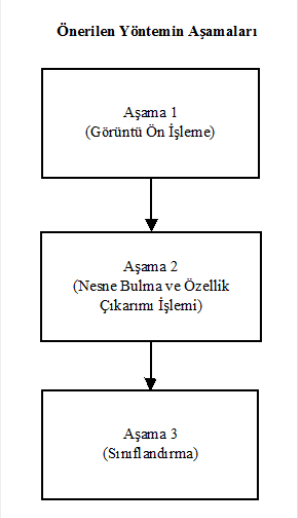 Önerilen Yöntemin Aşamaları
Aşama 1
(Görüntü Ön İşleme)
Aşama 2
(Nesne Bulma ve Özellik
Çıkarımı İşlemi)
Aşama 3
(Sınıflandırma)